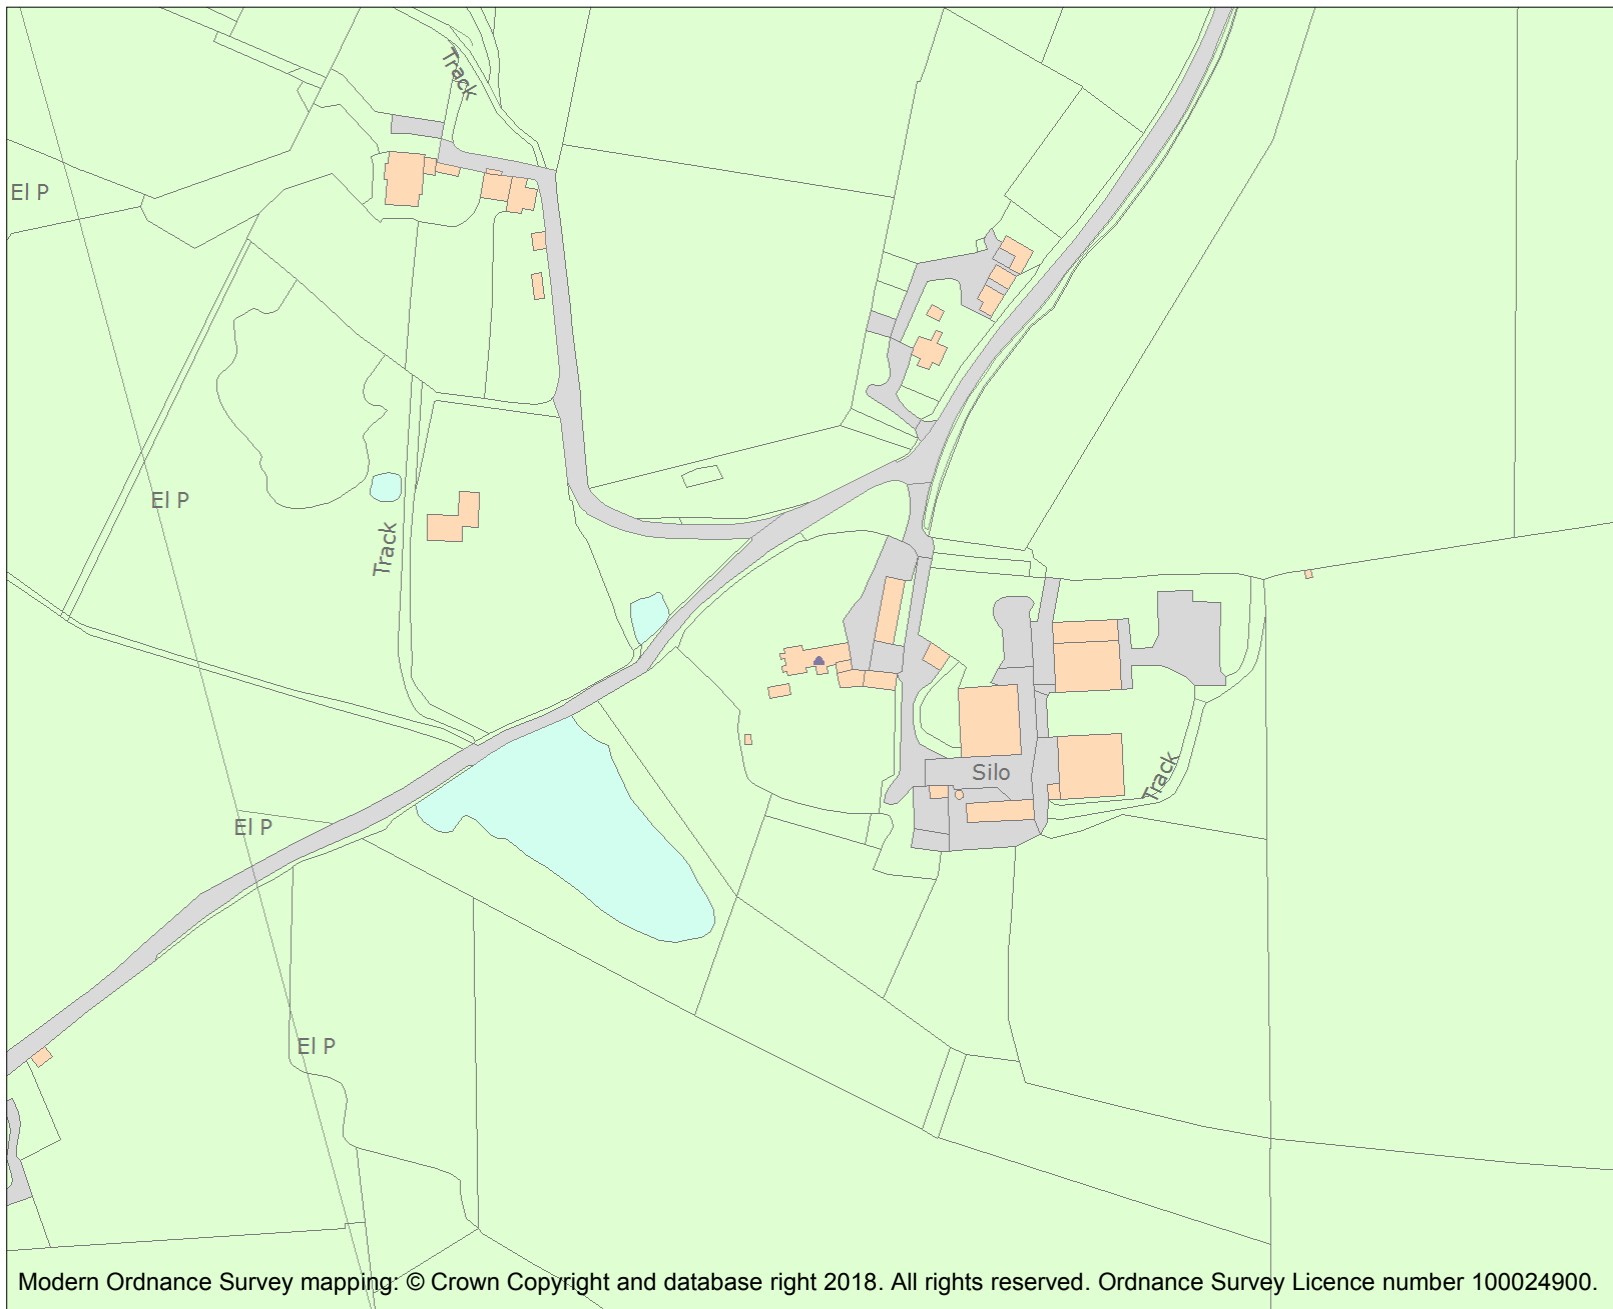 Track
El P
El P
Track
Silo
Track
El P
El P
Modern Ordnance Survey mapping: © Crown Copyright and database right 2018. All rights reserved. Ordnance Survey Licence number 100024900.